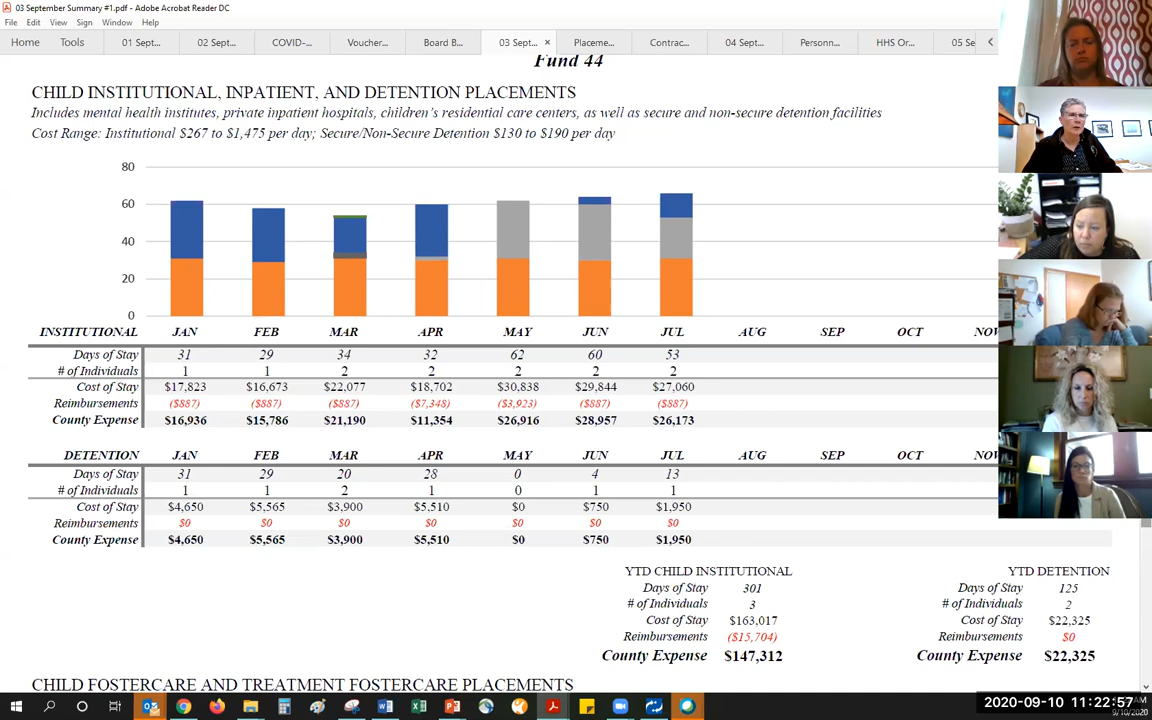 03 September Summary #1.pdf - Adobe Acrobat Reader DC
File Edit View Sign Window Help
Home Tools 01 Sept... 02 Sept... COVID-... Voucher... Board B... 03 Sept... × Placeme... Contrac... 04 Sept... Personn... HHS Or... 05 Se
Fund 44
CHILD INSTITUTIONAL, INPATIENT, AND DETENTION PLACEMENTS
Includes mental health institutes, private inpatient hospitals, children's residential care centers, as well as secure and non-secure detention facilities
Cost Range: Institutional $267 to $1,475 per day; Secure/Non-Secure Detention $130 to $190 per day
80
60
40
20
0
INSTITUTIONAL JAN FEB MAR APR MAY JUN JUL AUG SEP OCT NOV
Days of Stay 31 29 34 32 62 60 53
# of Individuals 1 1 2 2 2 2 2
Cost of Stay $17,823 $16,673 $22,077 $18,702 $30,838 $29,844 $27,060
Reimbursements ($887) ($887) ($887) ($7,348) ($3,923) ($887) ($887)
County Expense $16,936 $15,786 $21,190 $11,354 $26,916 $28,957 $26,173
DETENTION JAN FEB MAR APR MAY JUN JUL AUG SEP OCT NOV
Days of Stay 31 29 20 28 0 4 13
# of Individuals 1 1 2 1 0 1 1
Cost of Stay $4,650 $5,565 $3,900 $5,510 $0 $750 $1,950
Reimbursements $0 $0 $0 $0 $0 $0 $0
County Expense $4,650 $5,565 $3,900 $5,510 $0 $750 $1,950
YTD CHILD INSTITUTIONAL YTD DETENTION
Days of Stay 301 Days of Stay 125
# of Individuals 3 # of Individuals 2
Cost of Stay $163,017 Cost of Stay $22,325
Reimbursements ($15,704) Reimbursements $0
County Expense $147,312 County Expense $22,325
CHILD FOSTERCARE AND TREATMENT FOSTERCARE PLACEMENTS
2020-09-10 11:22:57
9/10/2020